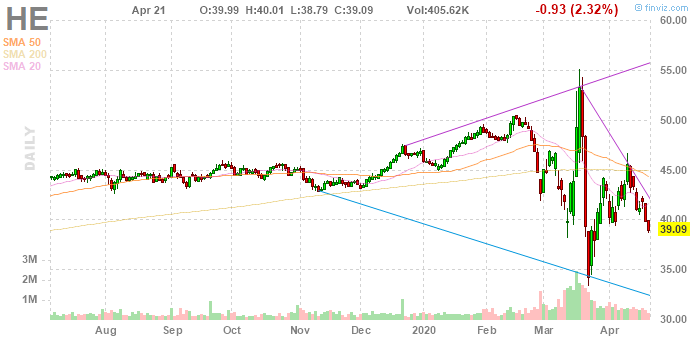 HE Apr 21 O:39.99 H:40.01 L:38.79 C:39.09 Vol:405.62K -0.93 (2.32%)
© finviz.com
SMA 50
SMA 200
SMA 20
DAILY
60.00
55.00
50.00
45.00
40.00
39.09
35.00
30.00
3M
2M
1M
Aug Sep Oct Nov Dec 2020 Feb Mar Apr